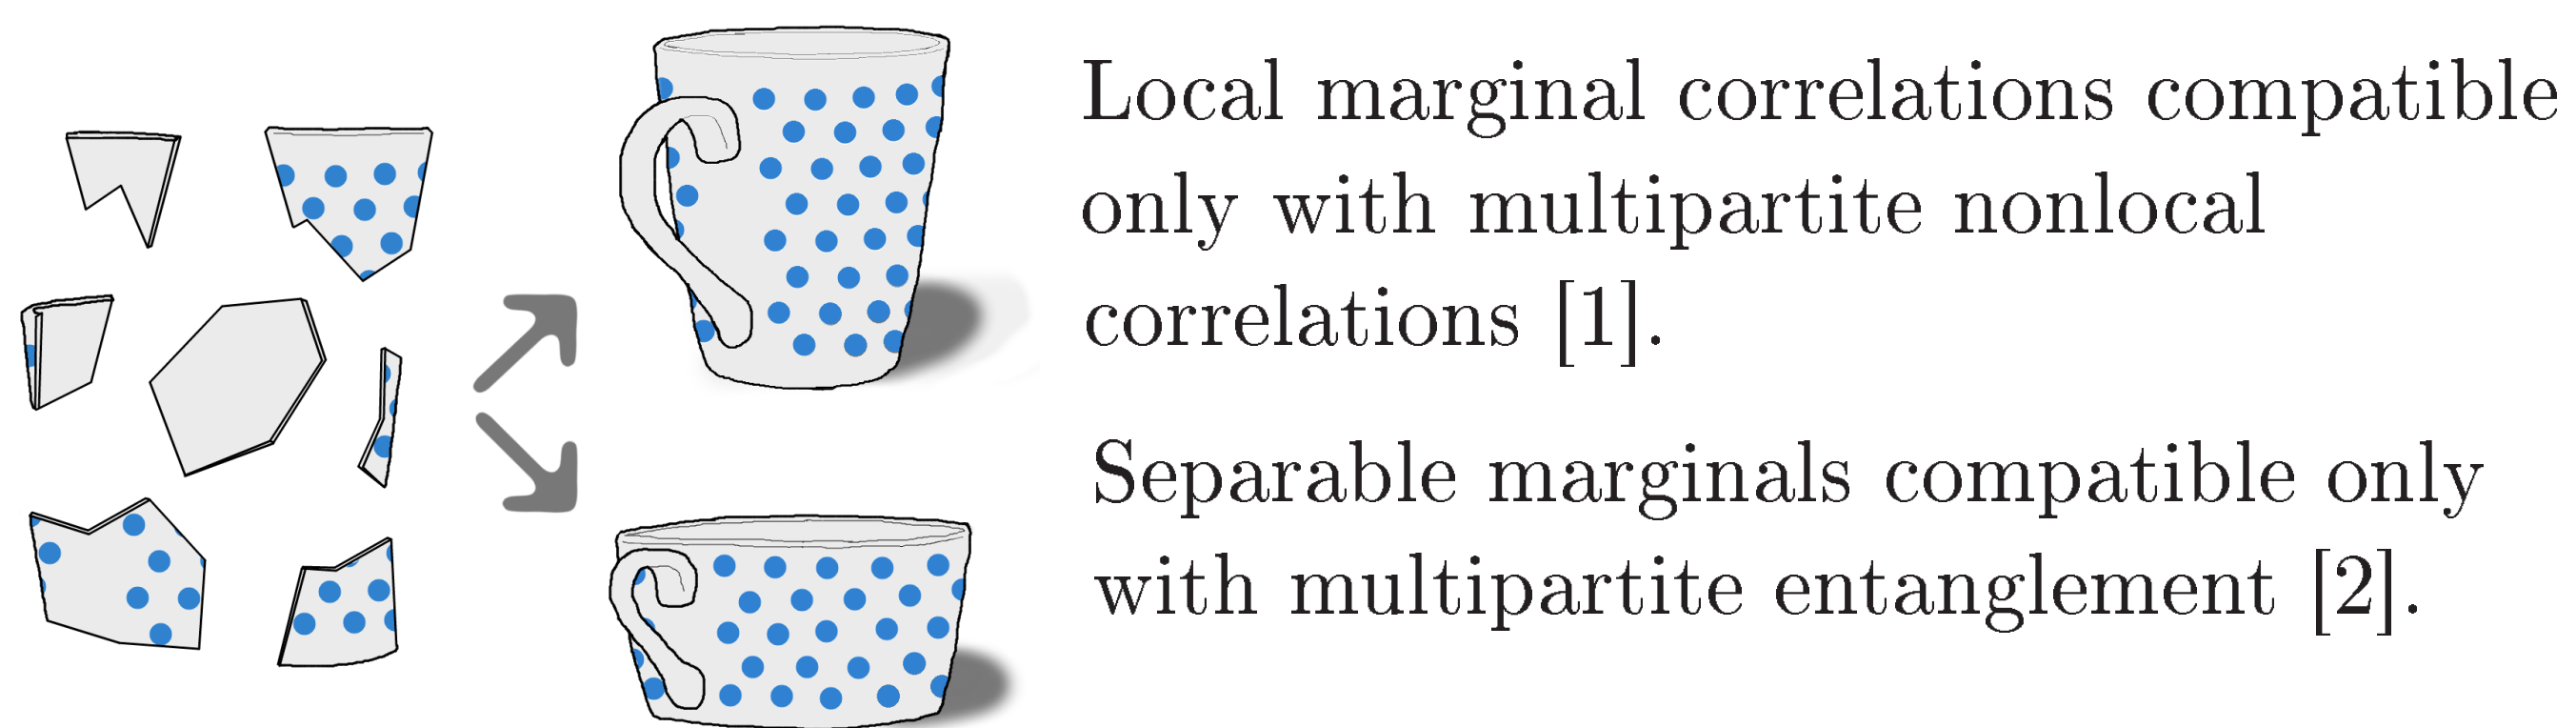 Local marginal correlations compatible
only with multipartite nonlocal
correlations [1].
Separable marginals compatible only
with multipartite entanglement [2].